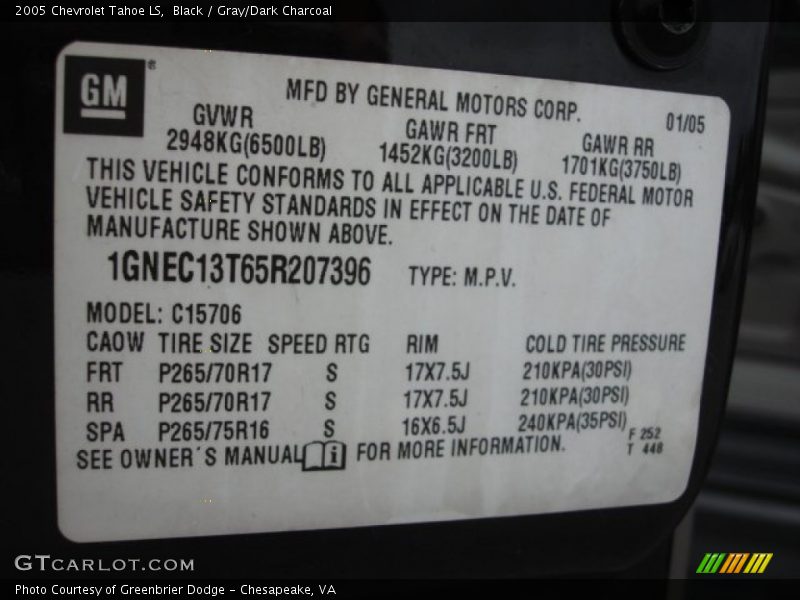 2005 Chevrolet Tahoe LS, Black / Gray/Dark Charcoal
GM®
MFD BY GENERAL MOTORS CORP.
01/05
GVWR GAWR FRT GAWR RR
2948KG(6500LB) 1452KG(3200LB) 1701KG(3750LB)
THIS VEHICLE CONFORMS TO ALL APPLICABLE U.S. FEDERAL MOTOR
VEHICLE SAFETY STANDARDS IN EFFECT ON THE DATE OF
MANUFACTURE SHOWN ABOVE.
1GNEC13T65R207396 TYPE: M.P.V.
MODEL: C15706
CAOW TIRE SIZE SPEED RTG RIM COLD TIRE PRESSURE
FRT P265/70R17 S 17X7.5J 210KPA(30PSI)
RR P265/70R17 S 17X7.5J 210KPA(30PSI)
SPA P265/75R16 S 16X6.5J 240KPA(35PSI)
SEE OWNER´S MANUAL i FOR MORE INFORMATION.
F 252
T 448
GTCARLOT.COM
Photo Courtesy of Greenbrier Dodge – Chesapeake, VA